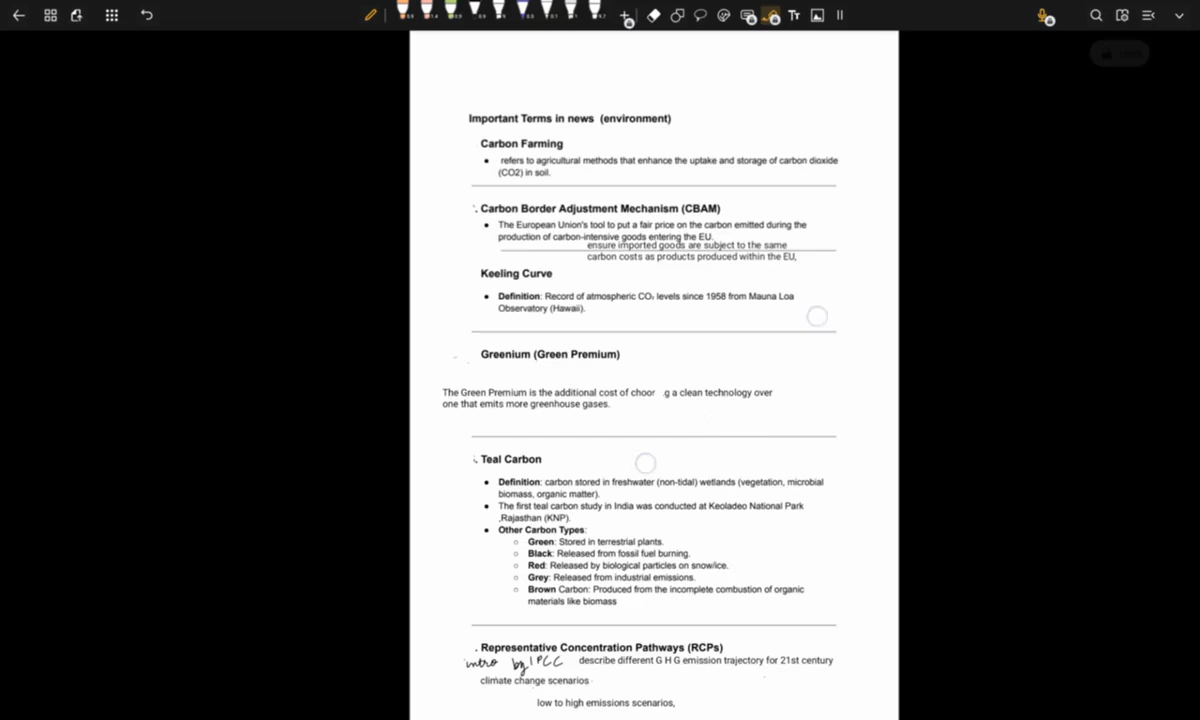 Important Terms in news (environment)
Carbon Farming
● refers to agricultural methods that enhance the uptake and storage of carbon dioxide
(CO2) in soil.
Carbon Border Adjustment Mechanism (CBAM)
● The European Union's tool to put a fair price on the carbon emitted during the
production of carbon-intensive goods entering the EU.
ensure imported goods are subject to the same
carbon costs as products produced within the EU,
Keeling Curve
● Definition: Record of atmospheric CO₂ levels since 1958 from Mauna Loa
Observatory (Hawaii).
Greenium (Green Premium)
The Green Premium is the additional cost of choor .g a clean technology over
one that emits more greenhouse gases.
Teal Carbon
● Definition: carbon stored in freshwater (non-tidal) wetlands (vegetation, microbial
biomass, organic matter).
● The first teal carbon study in India was conducted at Keoladeo National Park
,Rajasthan (KNP).
● Other Carbon Types:
○ Green: Stored in terrestrial plants.
○ Black: Released from fossil fuel burning.
○ Red: Released by biological particles on snow/ice.
○ Grey: Released from industrial emissions.
○ Brown Carbon: Produced from the incomplete combustion of organic
materials like biomass
. Representative Concentration Pathways (RCPs)
intro by IPCC describe different G H G emission trajectory for 21st century
climate change scenarios
low to high emissions scenarios,